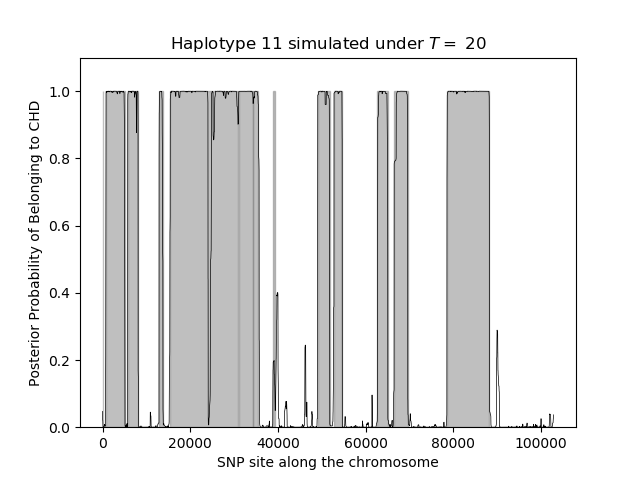 Haplotype 11 simulated under T = 20
Posterior Probability of Belonging to CHD
1.0
0.8
0.6
0.4
0.2
0.0
0 20000 40000 60000 80000 100000
SNP site along the chromosome